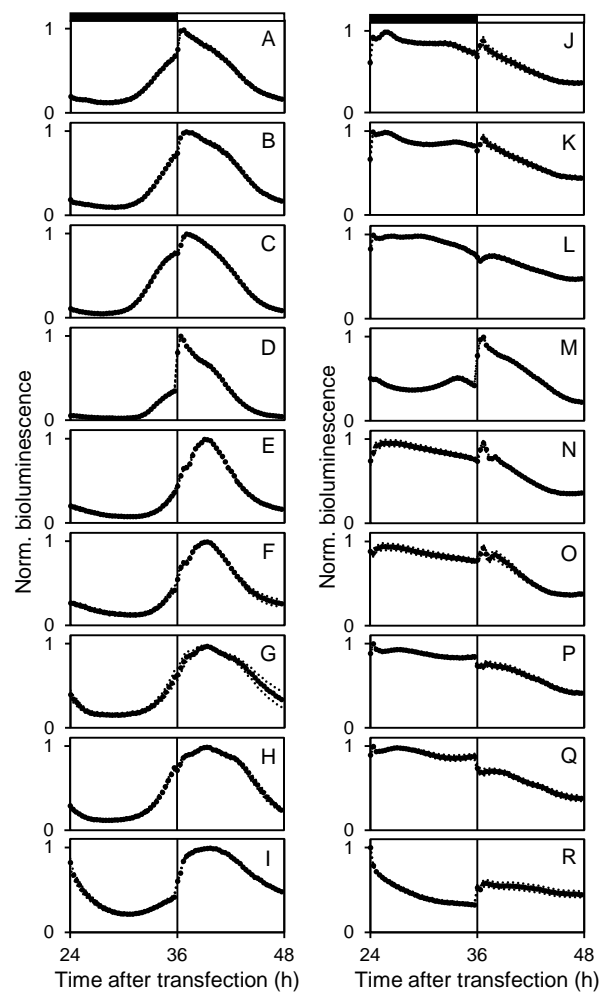 A
1
0
B
1
0
C
1
0
D
1
0
E
1
0
F
1
0
G
1
0
H
1
0
I
1
0
24 36 48
Time after transfection (h)
Norm. bioluminescence
J
1
0
K
1
0
L
1
0
M
1
0
N
1
0
O
1
0
P
1
0
Q
1
0
R
1
0
24 36 48
Time after transfection (h)
Norm. bioluminescence